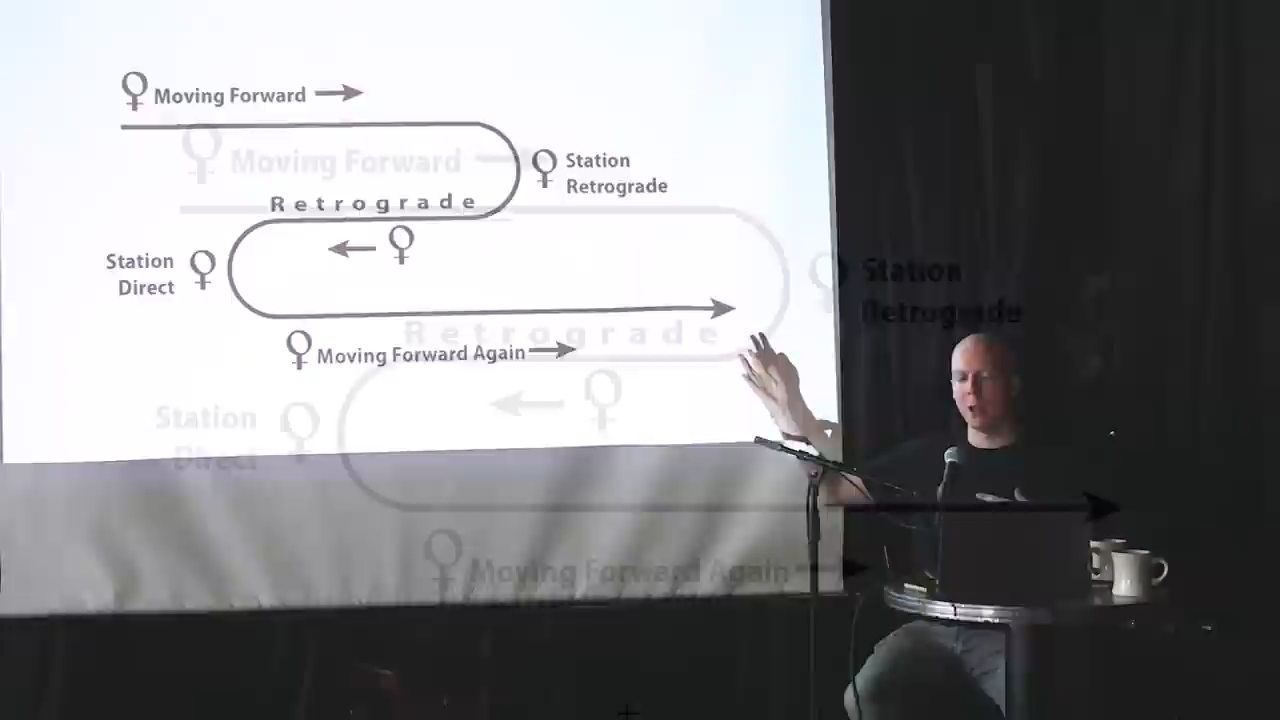 ♀ Moving Forward →
♀ Moving Forward
♀ Station
Retrograde
Retrograde
Station
Direct ♀
← ♀
♀ Station
Retrograde
Retrograde
♀ Moving Forward Again →
Station
Direct ♀
← ♀
♀ Moving Forward Again